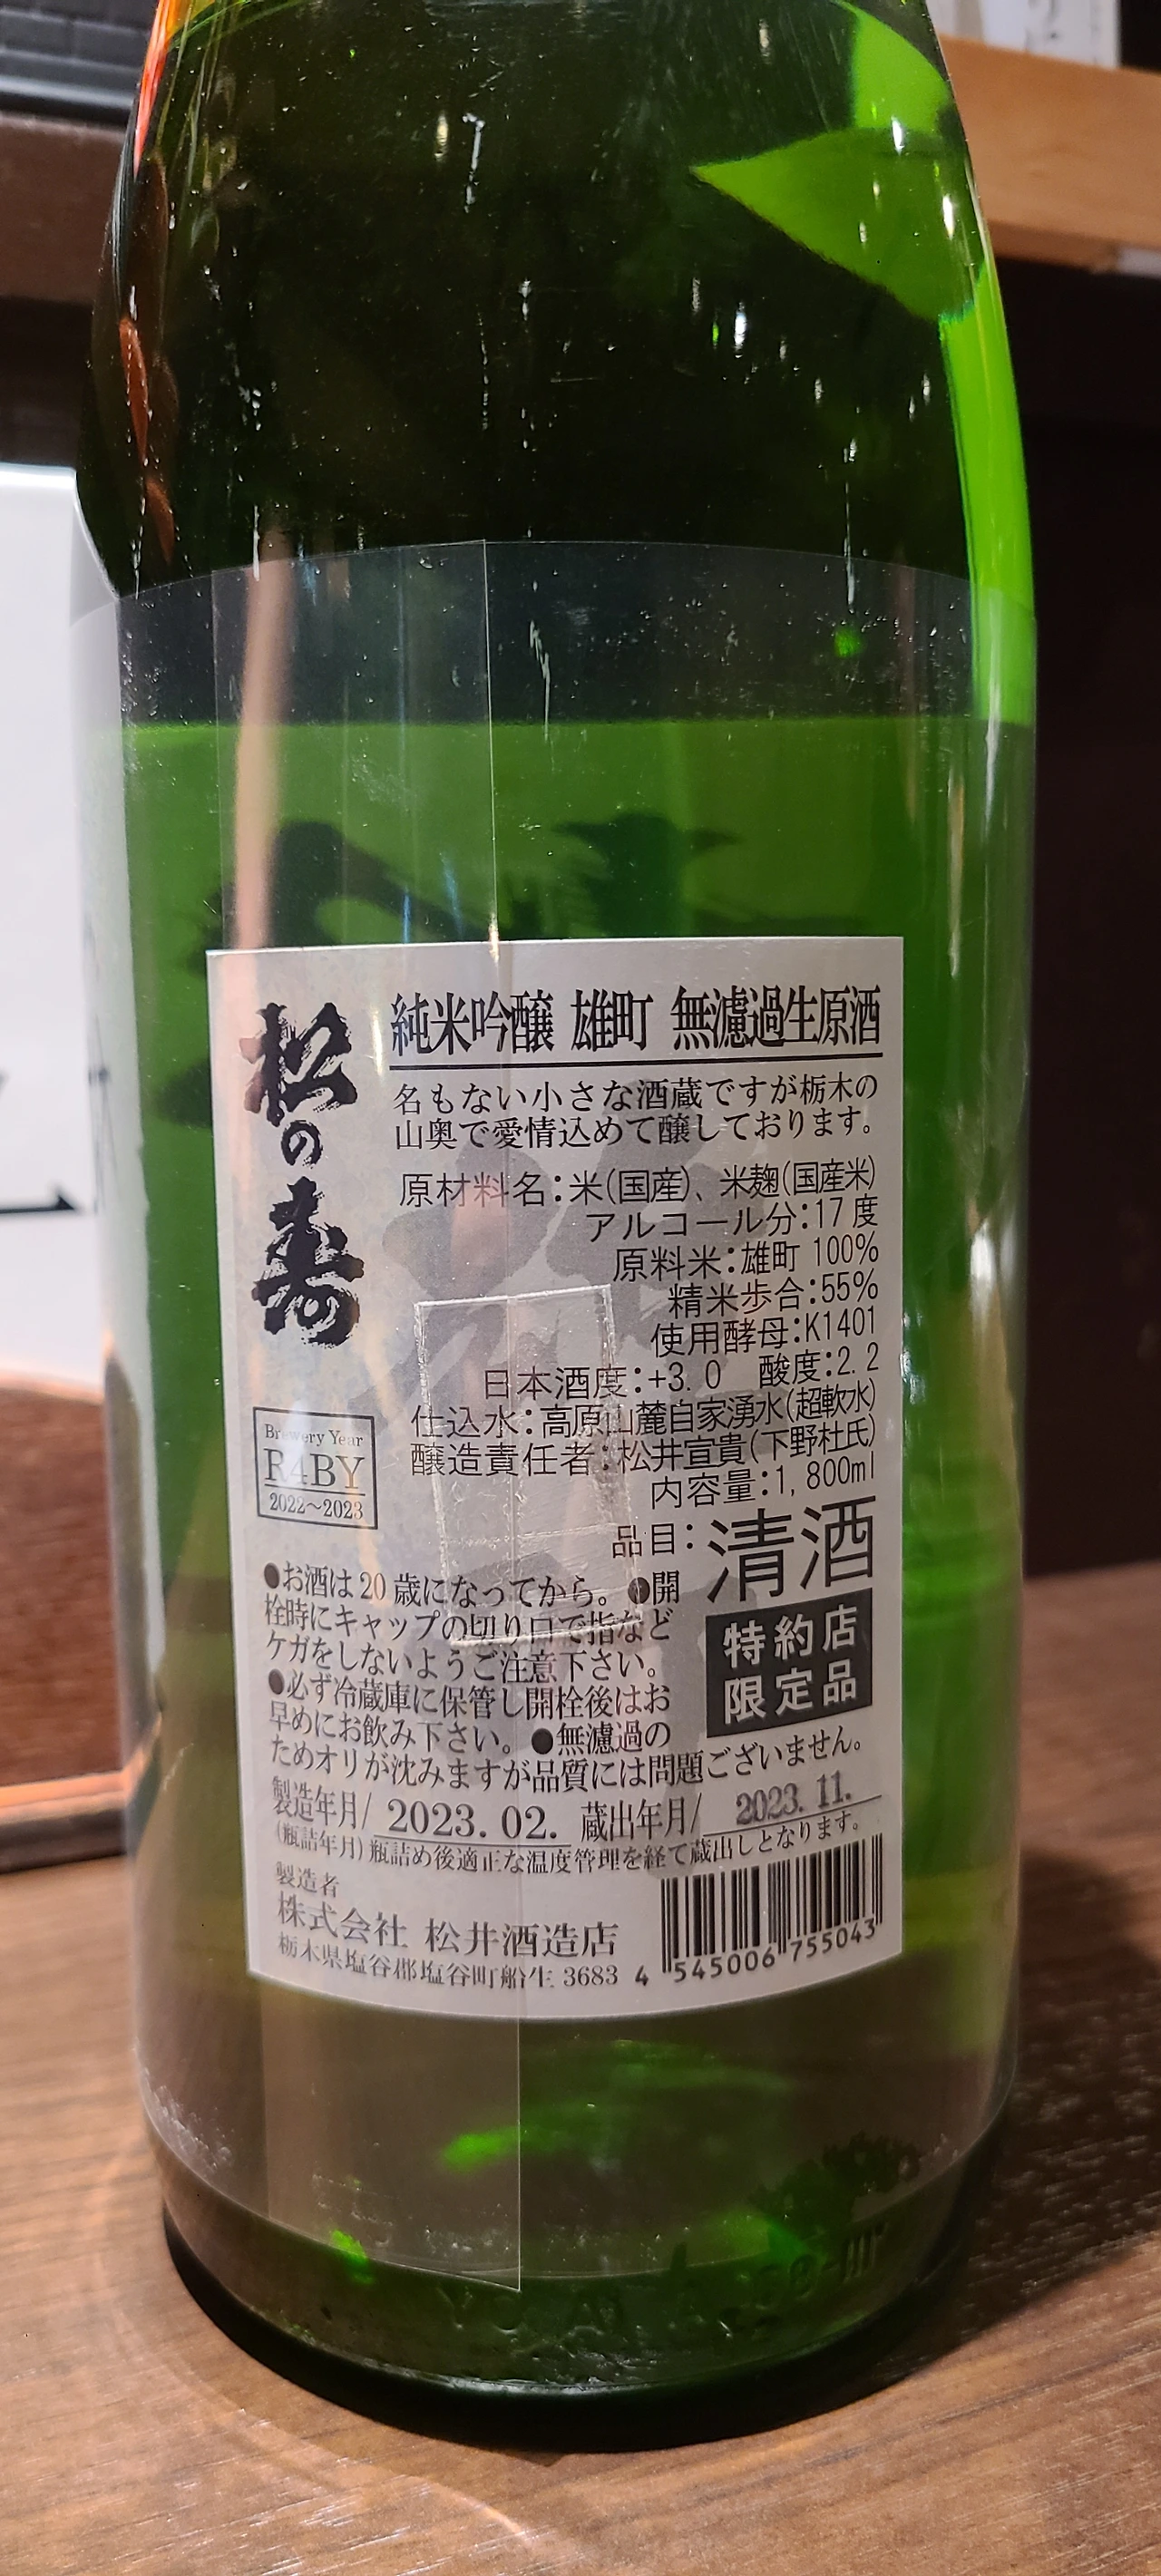 松の寿
純米吟醸 雄町 無濾過生原酒
名もない小さな酒蔵ですが栃木の
山奥で愛情込めて醸しております。
原材料名：米(国産)、米麹(国産米)
アルコール分：17度
原料米：雄町 100%
精米歩合：55%
使用酵母：K1401
日本酒度：+3.0 酸度：2.2
仕込水：高原山麓自家湧水(超軟水)
醸造責任者：松井宣貴(下野杜氏)
内容量：1,800ml
品目：清酒
Brewery Year
R4BY
2022～2023
特約店
限定品
●お酒は20歳になってから。●開
栓時にキャップの切り口で指など
ケガをしないようご注意下さい。
●必ず冷蔵庫に保管し開栓後はお
早めにお飲み下さい。●無濾過の
ためオリが沈みますが品質には問題ございません。
製造年月/ 2023.02. 蔵出年月/ 2023.11.
(瓶詰年月) 瓶詰め後適正な温度管理を経て蔵出しとなります。
製造者
株式会社 松井酒造店
栃木県塩谷郡塩谷町船生 3683
4 545006 755043